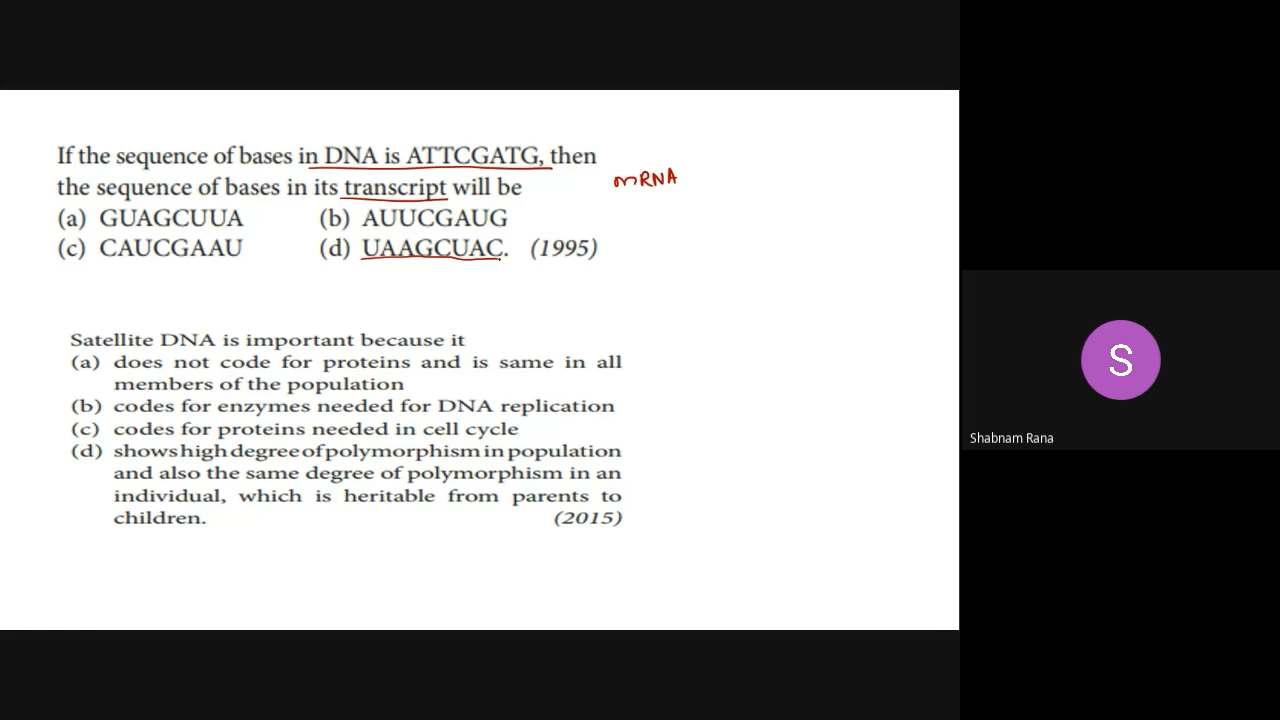 If the sequence of bases in DNA is ATTCGATG, then
the sequence of bases in its transcript will be
mRNA
(a) GUAGCUUA (b) AUUCGAUG
(c) CAUCGAAU (d) UAAGCUAC. (1995)
Satellite DNA is important because it
(a) does not code for proteins and is same in all
members of the population
(b) codes for enzymes needed for DNA replication
(c) codes for proteins needed in cell cycle
(d) shows high degree of polymorphism in population
and also the same degree of polymorphism in an
individual, which is heritable from parents to
children. (2015)
S
Shabnam Rana